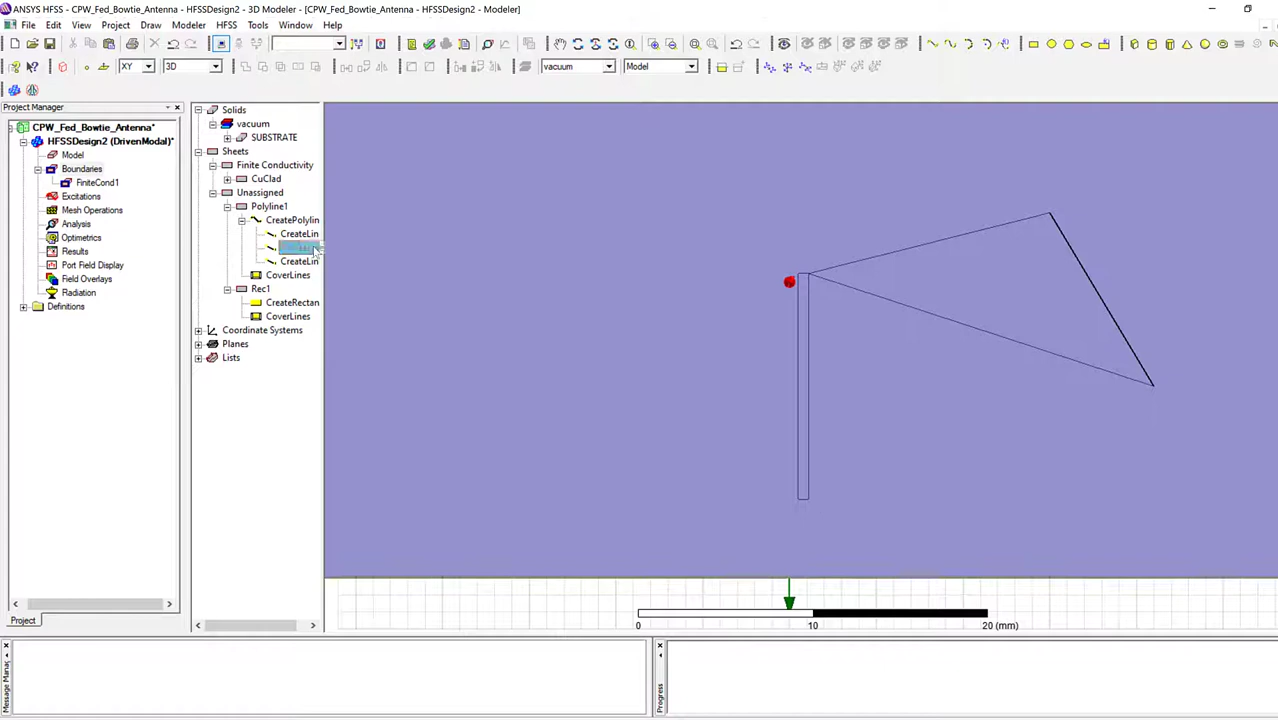 ANSYS HFSS - CPW_Fed_Bowtie_Antenna - HFSSDesign2 - 3D Modeler - [CPW_Fed_Bowtie_Antenna - HFSSDesign2 - Modeler]
File Edit View Project Draw Modeler HFSS Tools Window Help
XY 3D vacuum Model
Project Manager
CPW_Fed_Bowtie_Antenna*
HFSSDesign2 (DrivenModal)*
Model
Boundaries
FiniteCond1
Excitations
Mesh Operations
Analysis
Optimetrics
Results
Port Field Display
Field Overlays
Radiation
Definitions
Project
Solids
vacuum
SUBSTRATE
Sheets
Finite Conductivity
CuClad
Unassigned
Polyline1
CreatePolylin
CreateLin
CreateLin
CoverLines
Rec1
CreateRectan
CoverLines
Coordinate Systems
Planes
Lists
0 10 20 (mm)
Message Mana
Progress